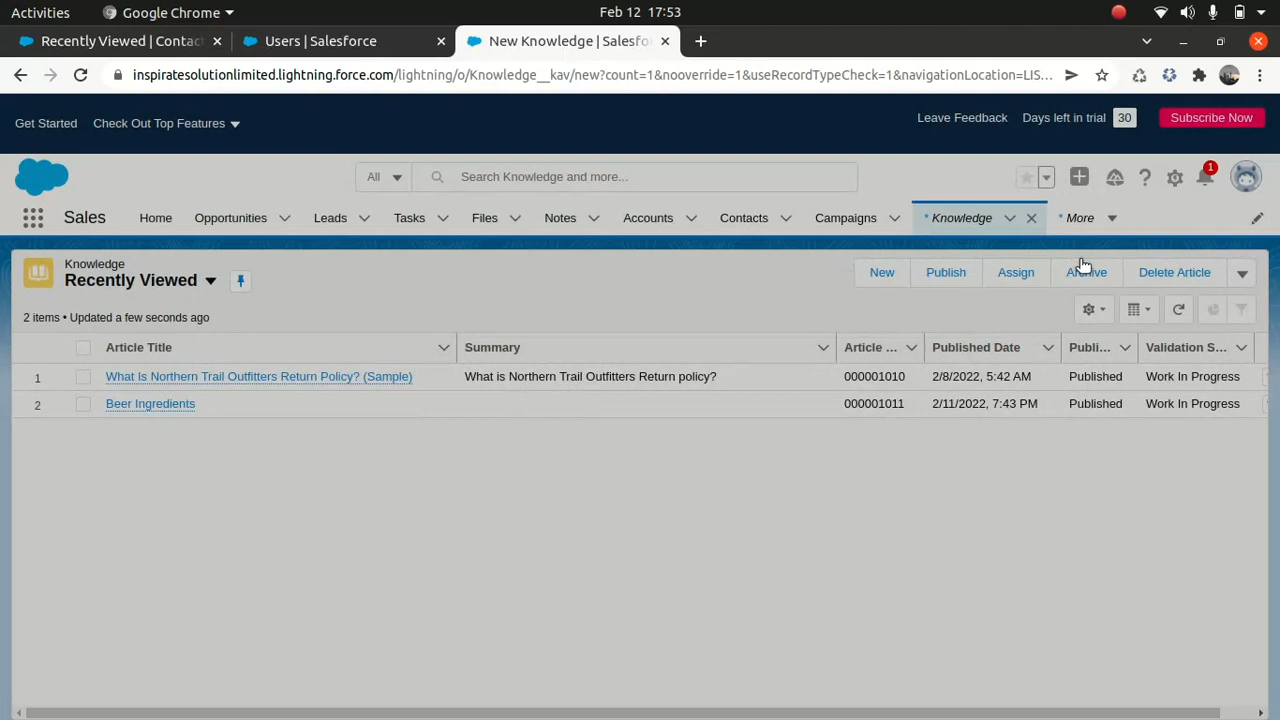 Activities Google Chrome Feb 12 17:53
Recently Viewed | Contac Users | Salesforce New Knowledge | Salesfo
inspiratesolutionlimited.lightning.force.com/lightning/o/Knowledge__kav/new?count=1&nooverride=1&useRecordTypeCheck=1&navigationLocation=LIS...
Get Started Check Out Top Features Leave Feedback Days left in trial 30 Subscribe Now
All Search Knowledge and more... 1
Sales Home Opportunities Leads Tasks Files Notes Accounts Contacts Campaigns * Knowledge * More
Knowledge
Recently Viewed New Publish Assign Archive Delete Article
2 items • Updated a few seconds ago
Article Title Summary Article ... Published Date Publi... Validation S...
1 What Is Northern Trail Outfitters Return Policy? (Sample) What is Northern Trail Outfitters Return policy? 000001010 2/8/2022, 5:42 AM Published Work In Progress
2 Beer Ingredients 000001011 2/11/2022, 7:43 PM Published Work In Progress